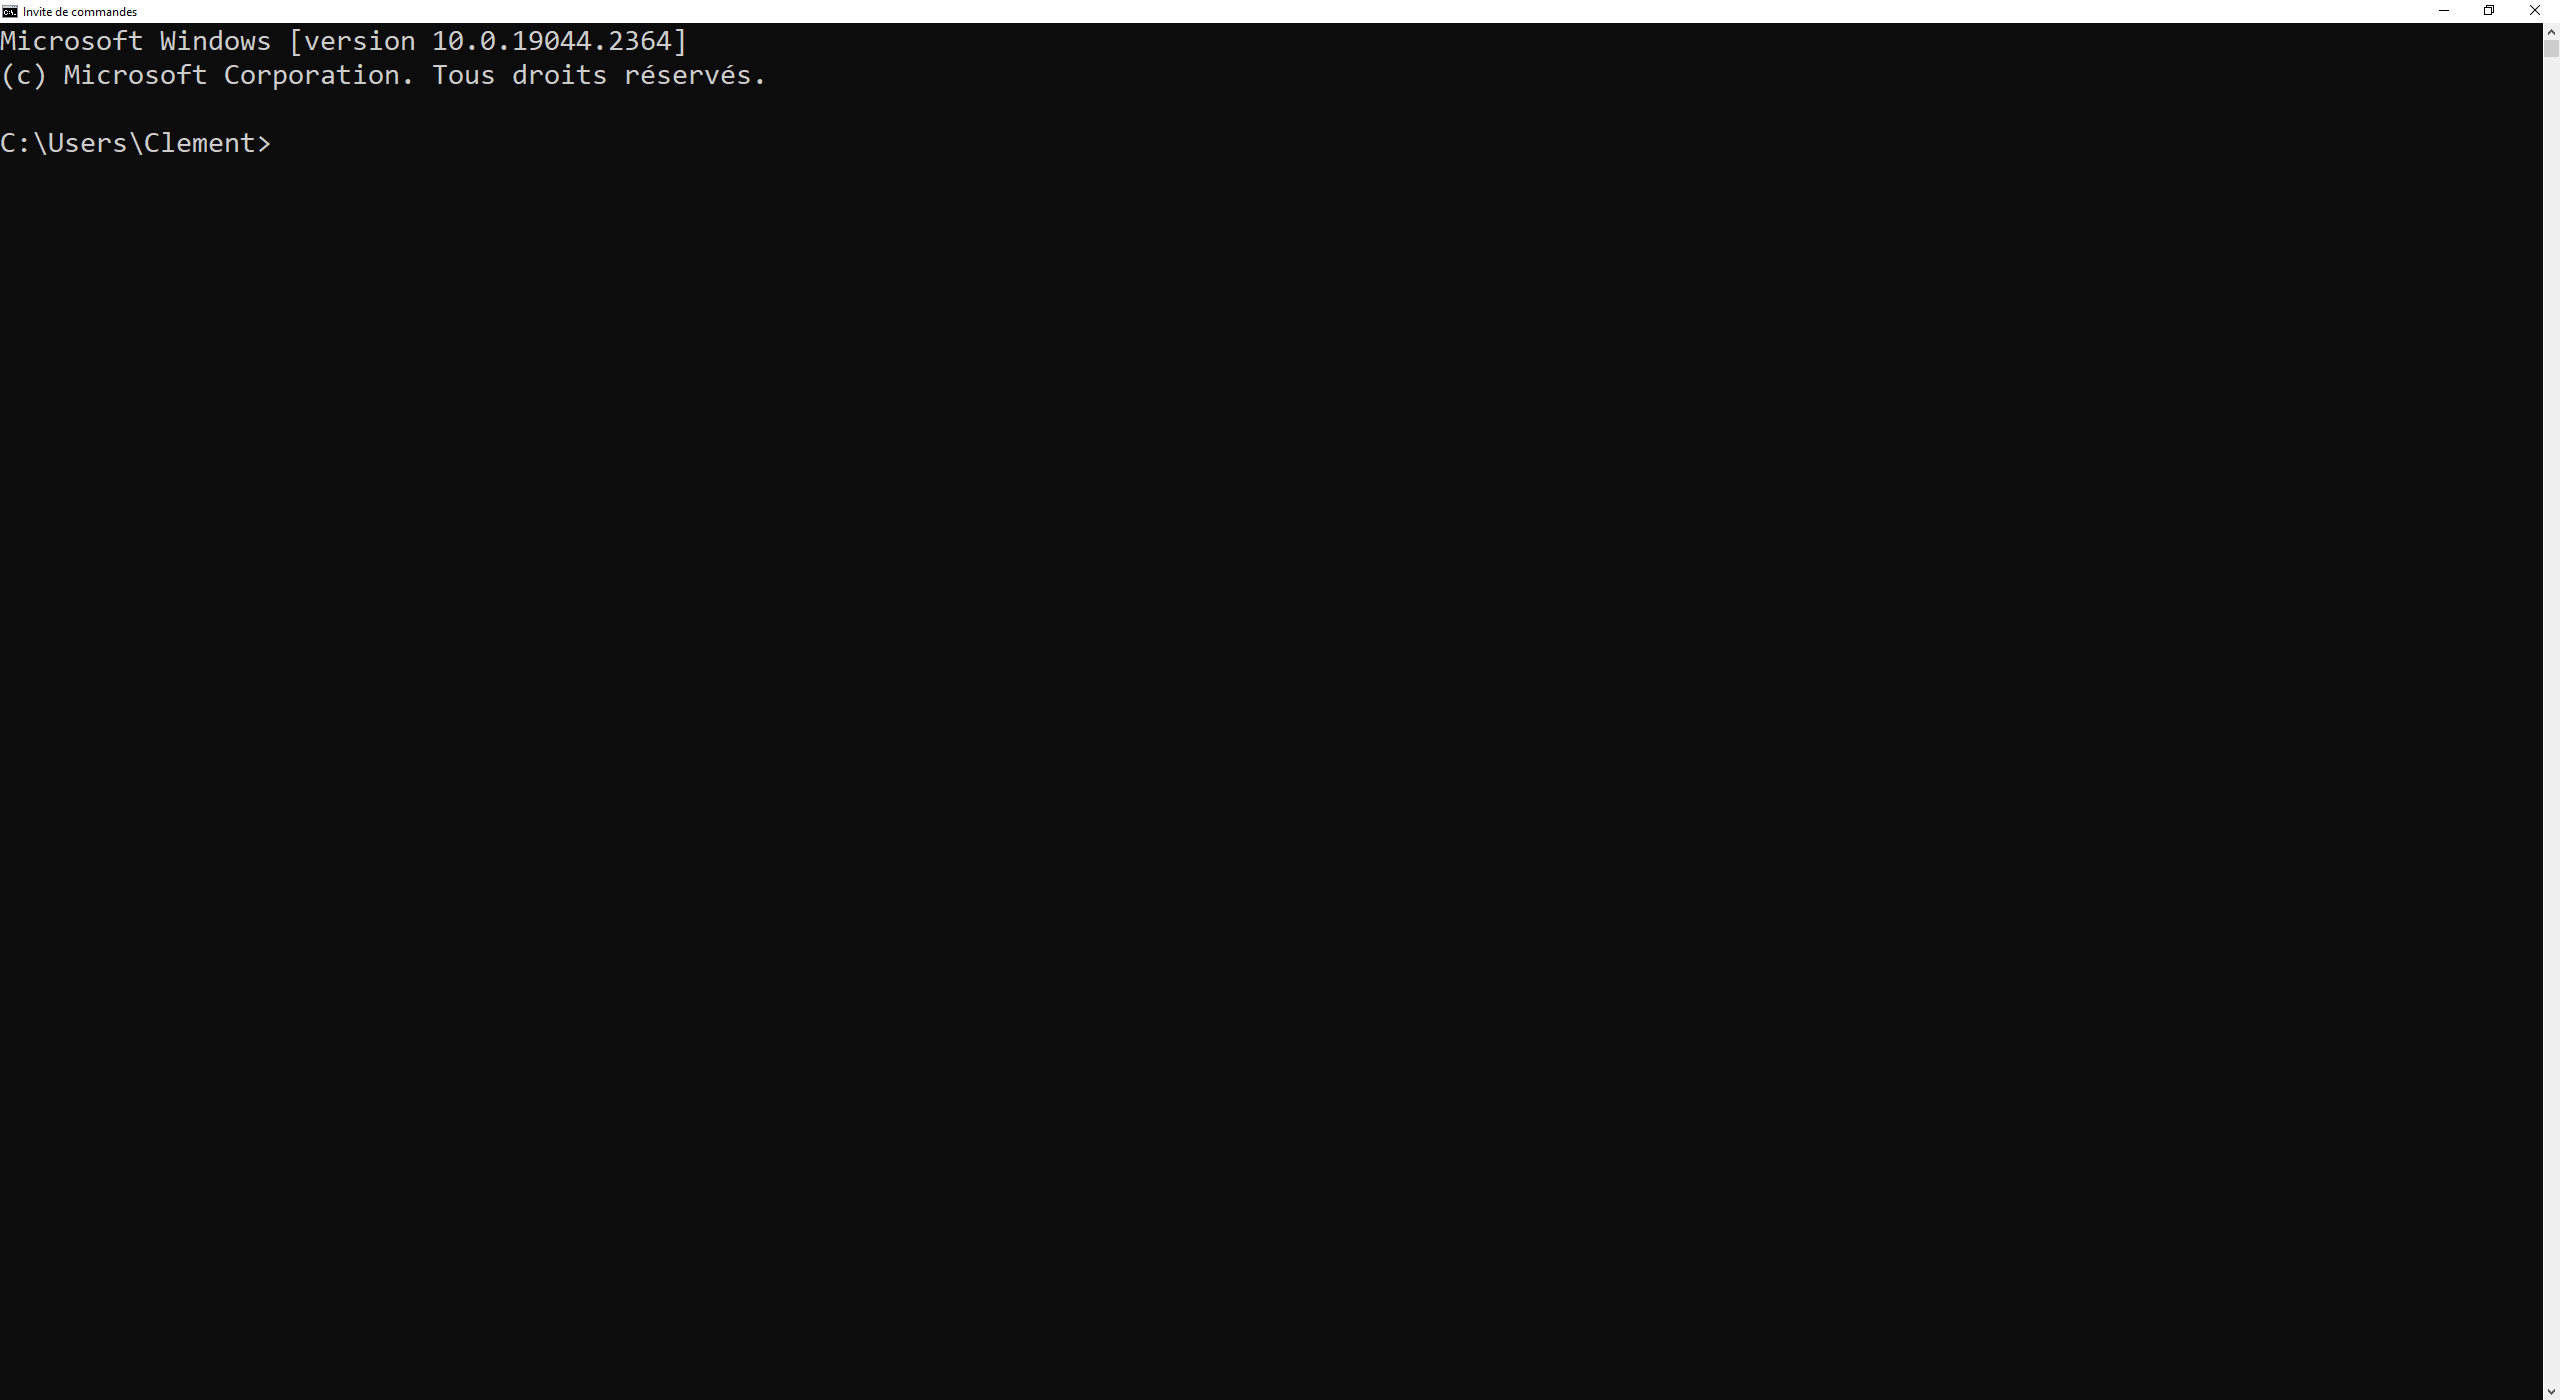 Invite de commandes
Microsoft Windows [version 10.0.19044.2364]
(c) Microsoft Corporation. Tous droits réservés.
C:\Users\Clement>